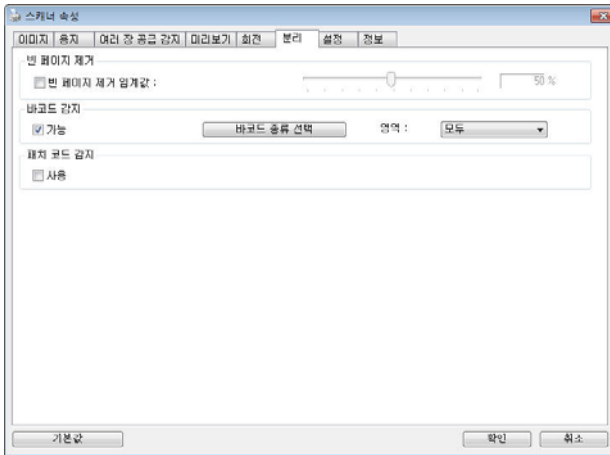 스캐너 속성
이미지 용지 여러 장 공급 감지 미리보기 회전 분리 설정 정보
빈 페이지 제거
빈 페이지 제거 임계값 : 50 %
바코드 감지
가능 바코드 종류 선택 영역 : 모두
패치 코드 감지
사용
기본값 확인 취소